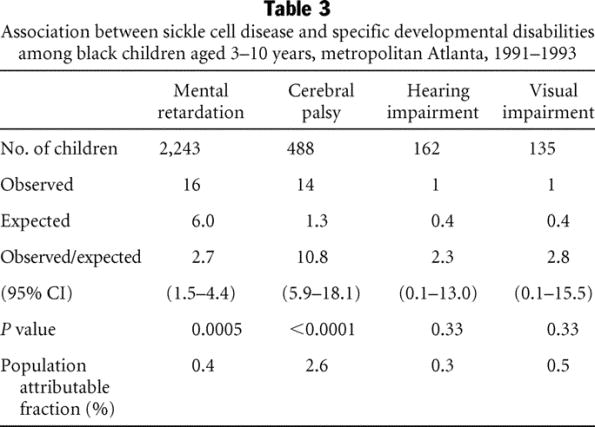 Table 3
Association between sickle cell disease and specific developmental disabilities
among black children aged 3–10 years, metropolitan Atlanta, 1991–1993
Mental retardation Cerebral palsy Hearing impairment Visual impairment
No. of children 2,243 488 162 135
Observed 16 14 1 1
Expected 6.0 1.3 0.4 0.4
Observed/expected 2.7 10.8 2.3 2.8
(95% CI) (1.5–4.4) (5.9–18.1) (0.1–13.0) (0.1–15.5)
P value 0.0005 <0.0001 0.33 0.33
Population attributable fraction (%) 0.4 2.6 0.3 0.5